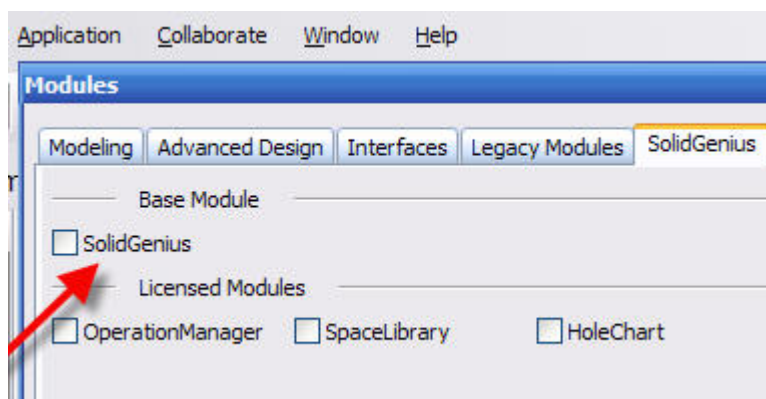 Application Collaborate Window Help
Modules
Modeling Advanced Design Interfaces Legacy Modules SolidGenius
Base Module
SolidGenius
Licensed Modules
OperationManager SpaceLibrary HoleChart